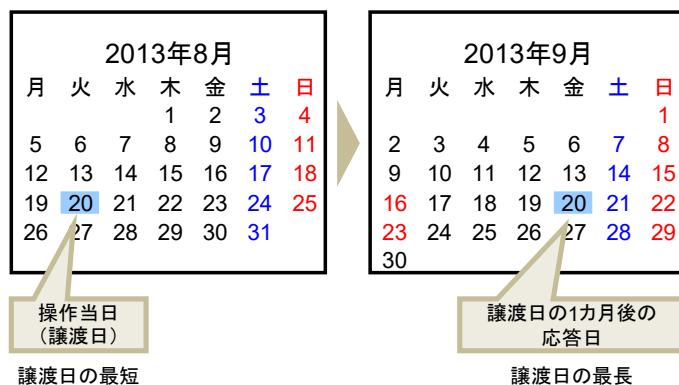 2013年8月
月 火 水 木 金 土 日
1 2 3 4
5 6 7 8 9 10 11
12 13 14 15 16 17 18
19 20 21 22 23 24 25
26 27 28 29 30 31
操作当日
（譲渡日）
譲渡日の最短
2013年9月
月 火 水 木 金 土 日
1
2 3 4 5 6 7 8
9 10 11 12 13 14 15
16 17 18 19 20 21 22
23 24 25 26 27 28 29
30
譲渡日の1カ月後の
応答日
譲渡日の最長